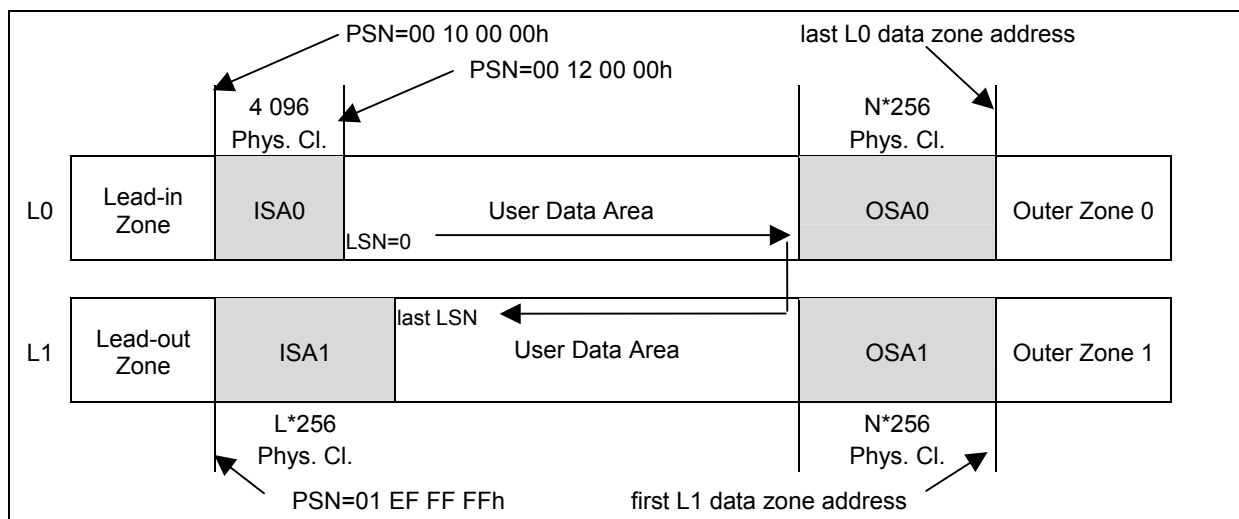 PSN=00 10 00 00h
last L0 data zone address
PSN=00 12 00 00h
4 096
Phys. Cl.
N*256
Phys. Cl.
L0
Lead-in
Zone
ISA0
User Data Area
OSA0
Outer Zone 0
LSN=0
L1
Lead-out
Zone
ISA1
last LSN
User Data Area
OSA1
Outer Zone 1
L*256
Phys. Cl.
N*256
Phys. Cl.
PSN=01 EF FF FFh
first L1 data zone address